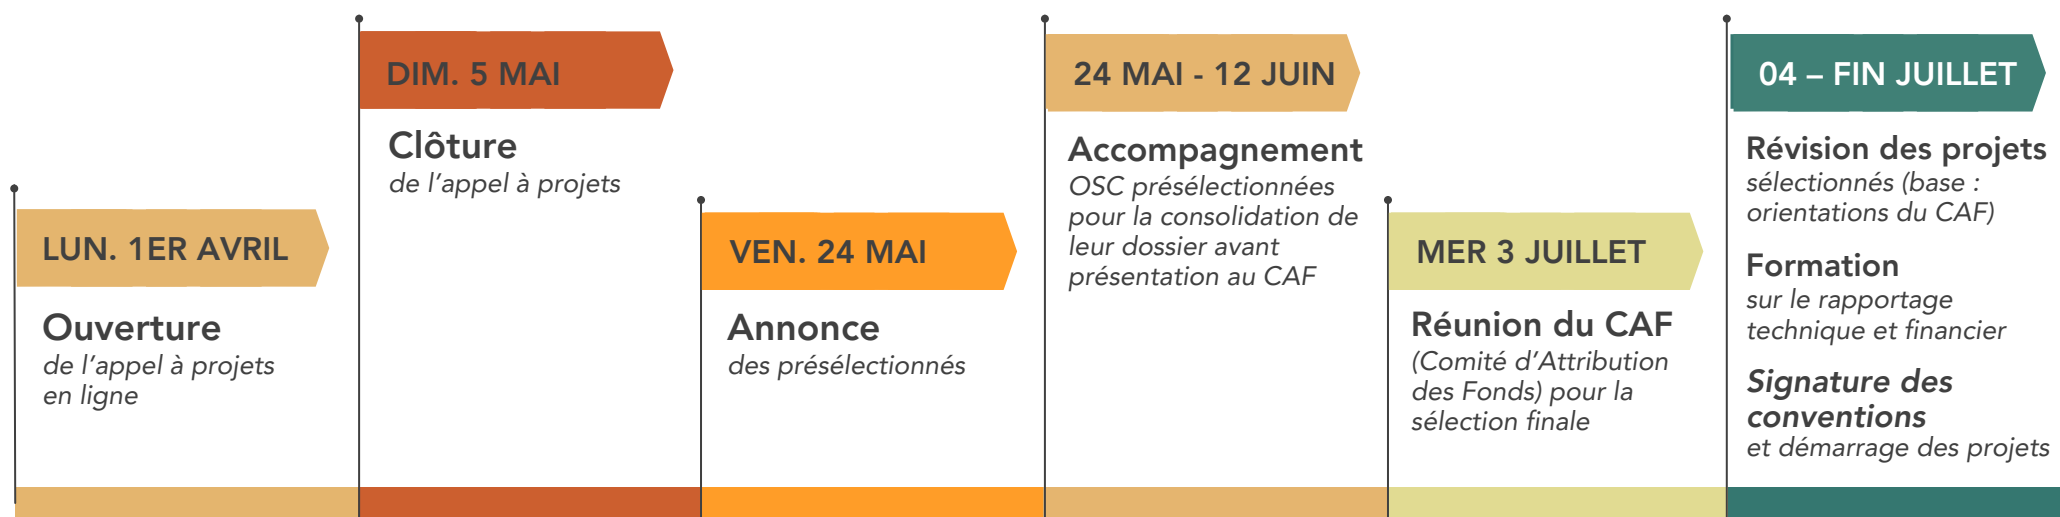 LUN. 1ER AVRIL
Ouverture
de l’appel à projets
en ligne
DIM. 5 MAI
Clôture
de l’appel à projets
VEN. 24 MAI
Annonce
des présélectionnés
24 MAI - 12 JUIN
Accompagnement
OSC présélectionnées
pour la consolidation de
leur dossier avant
présentation au CAF
MER 3 JUILLET
Réunion du CAF
(Comité d’Attribution
des Fonds) pour la
sélection finale
04 – FIN JUILLET
Révision des projets
sélectionnés (base :
orientations du CAF)
Formation
sur le rapportage
technique et financier
Signature des
conventions
et démarrage des projets